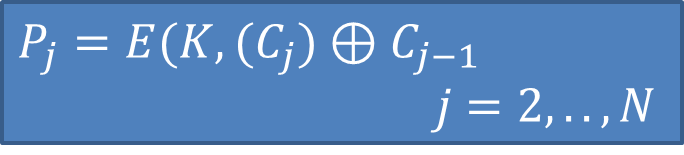 P_j = E(K, (C_j) ⊕ C_{j−1}
j = 2,..,N